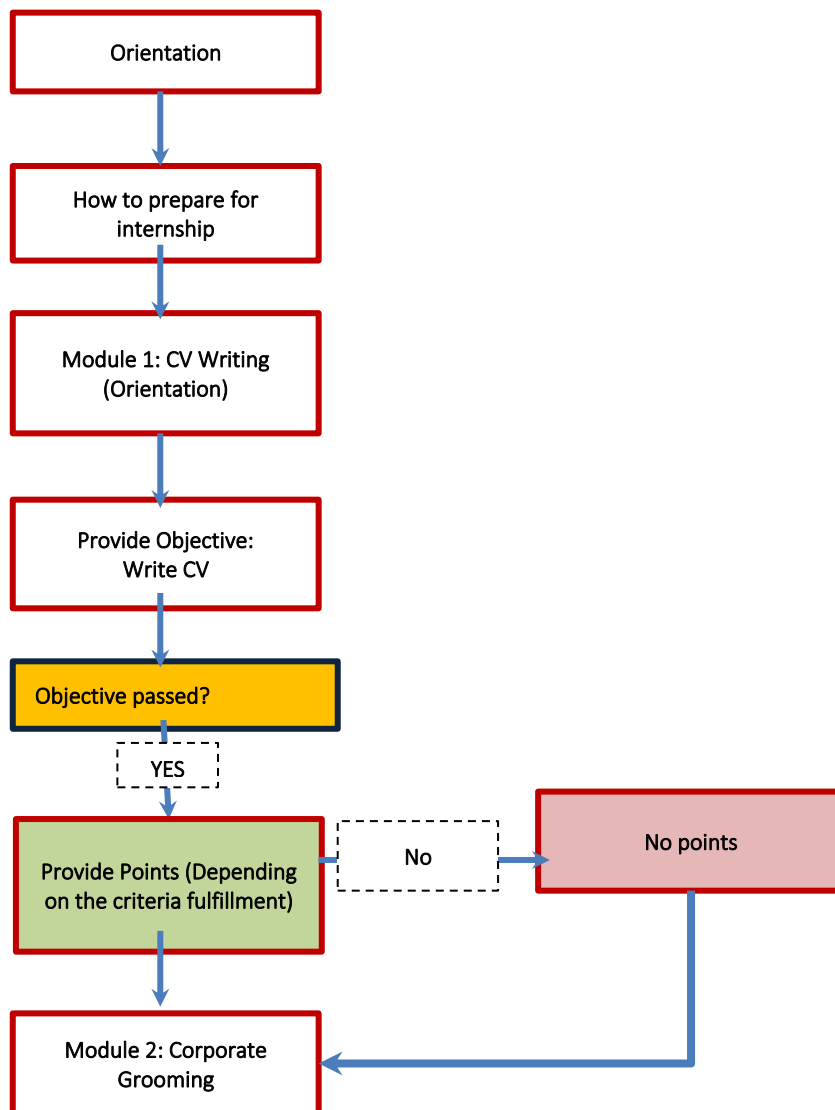 Orientation
How to prepare for
internship
Module 1: CV Writing
(Orientation)
Provide Objective:
Write CV
Objective passed?
YES
Provide Points (Depending
on the criteria fulfillment)
No
No points
Module 2: Corporate
Grooming